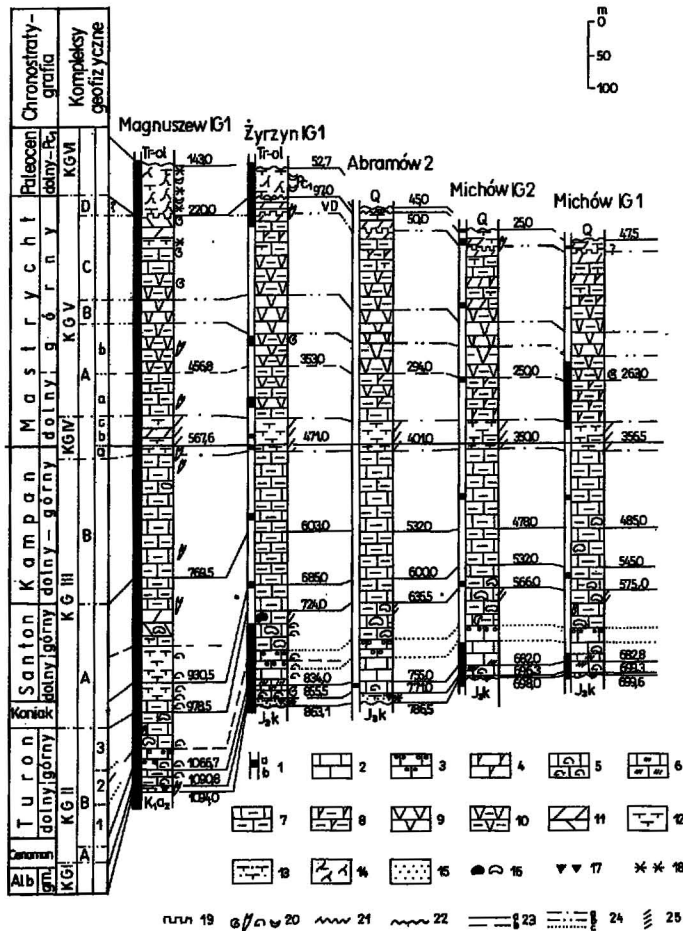 m
0
50
100
Chronostraty-
grafia
Kompleksy
geofizyczne
Magnuszew IG1
Żyrzyn IG1
Abramów 2
Michów IG2
Michów IG1
Paleocen
dolny-Pc1
Mastrycht
dolny górny
Kampan
dolny-górny
Santon
dolny górny
Koniak
Turon
dolny górny
Cenoman
Alb
KG VI
KG V
KG IV
KG III
KG II
KG I
D
C
B
A
b
a
c
b
a
B
A
3
2
1
B
A
Tr-ol
143,0
220,0
456,8
567,6
769,5
930,5
978,5
1066,7
1090,8
1094,0
K1a2
Tr-ol
52,7
Pc1
97,0
VD
353,0
471,0
603,0
685,0
724,0
834,0
855,5
863,1
J3k
Q
45,0
50,0
294,0
401,0
532,0
600,0
635,5
755,0
771,0
786,5
J3k
Q
25,0
250,0
350,0
478,0
532,0
566,0
682,0
698,0
J3k
Q
47,5
?
263,0
356,5
485,0
545,0
575,0
682,8
699,6
J3k
a
b 1 2 3 4 5 6
7 8 9 10 11 12
13 14 15 16 17 18
19 20 21 22 a
b 23 a
b
c 24 25